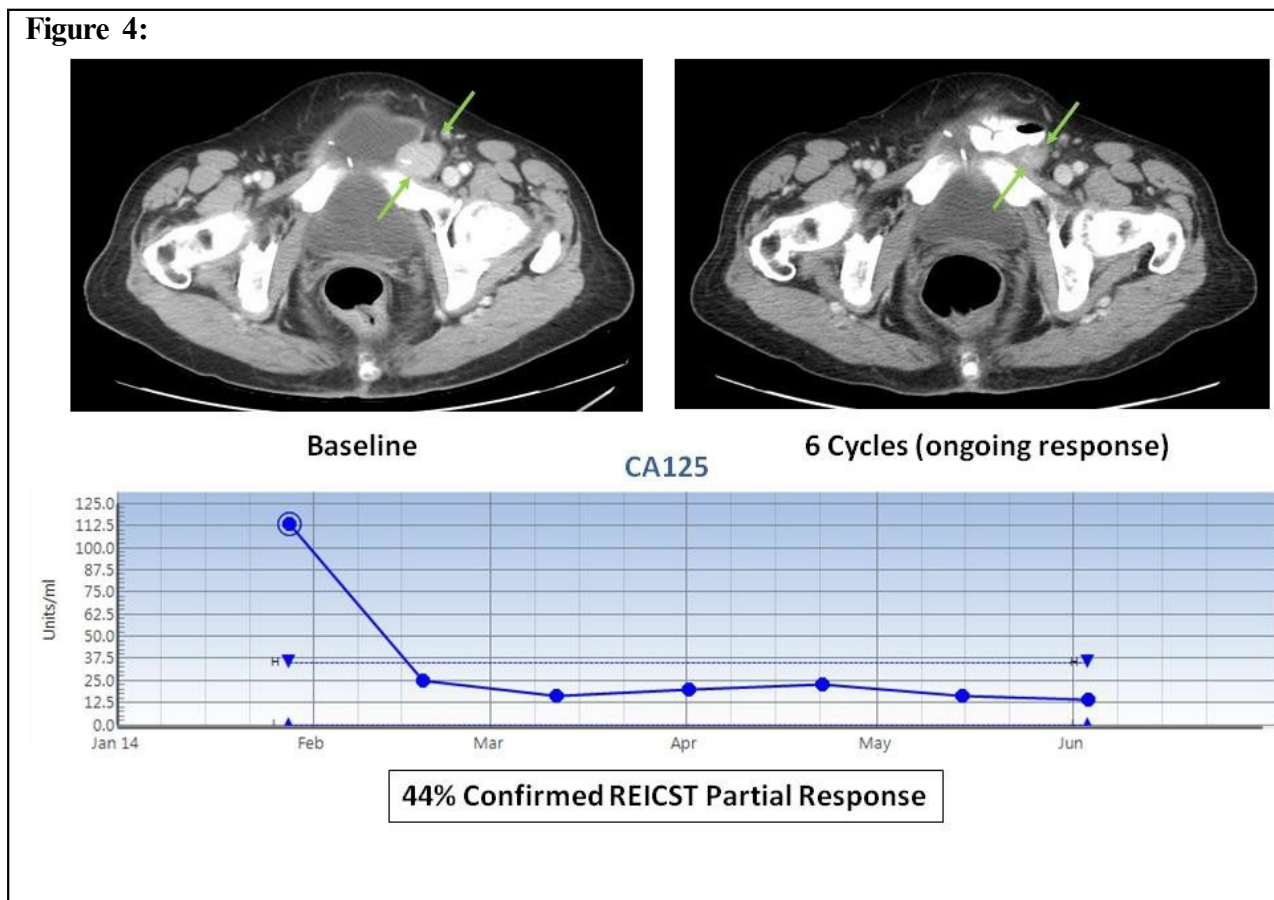 Figure 4:
Baseline
6 Cycles (ongoing response)
CA125
125.0
112.5
100.0
87.5
75.0
62.5
50.0
37.5
25.0
12.5
0.0
Units/ml
H
H
L
Jan 14
Feb
Mar
Apr
May
Jun
44% Confirmed REICST Partial Response